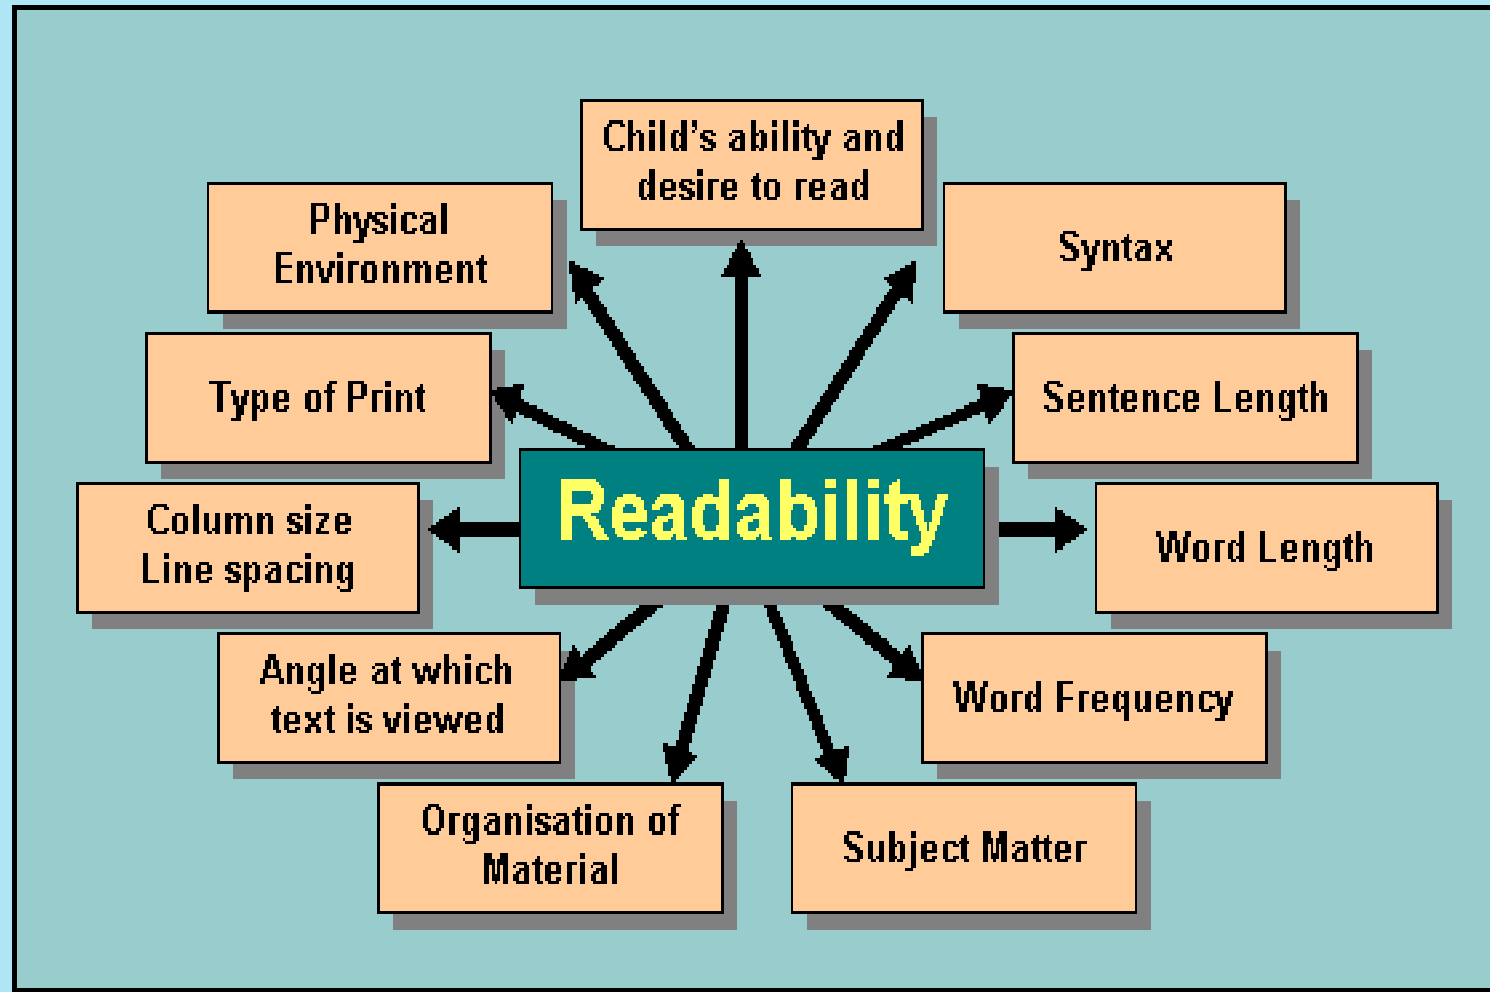 Child's ability and
desire to read
Physical
Environment
Syntax
Type of Print
Sentence Length
Readability
Column size
Line spacing
Word Length
Angle at which
text is viewed
Word Frequency
Organisation of
Material
Subject Matter